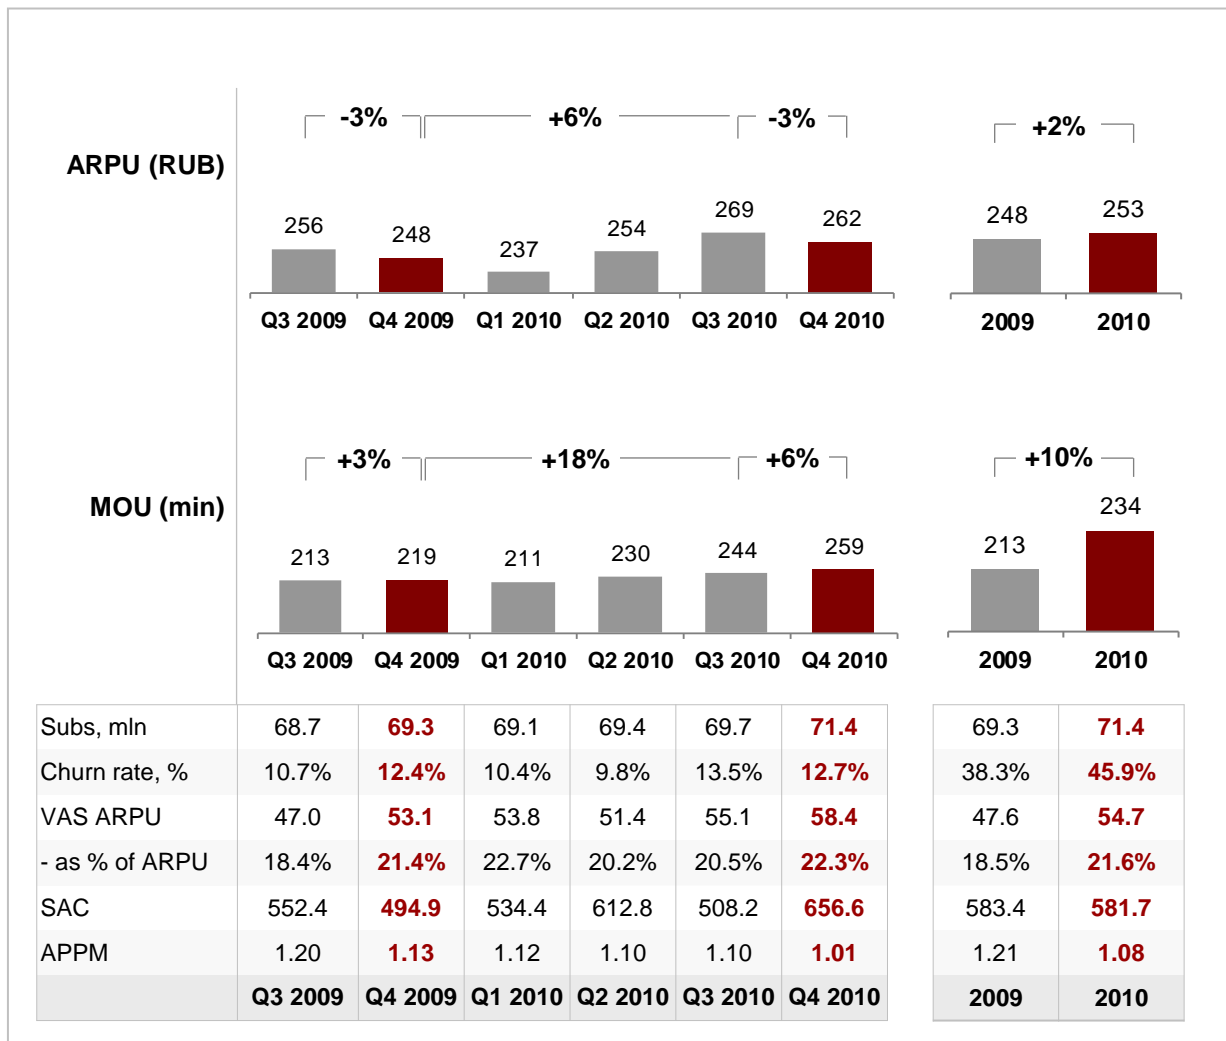 -3% +6% -3% +2%
ARPU (RUB)
256 248 237 254 269 262 248 253
Q3 2009 Q4 2009 Q1 2010 Q2 2010 Q3 2010 Q4 2010 2009 2010
+3% +18% +6% +10%
MOU (min)
213 219 211 230 244 259 213 234
Q3 2009 Q4 2009 Q1 2010 Q2 2010 Q3 2010 Q4 2010 2009 2010
Subs, mln 68.7 69.3 69.1 69.4 69.7 71.4 69.3 71.4
Churn rate, % 10.7% 12.4% 10.4% 9.8% 13.5% 12.7% 38.3% 45.9%
VAS ARPU 47.0 53.1 53.8 51.4 55.1 58.4 47.6 54.7
- as % of ARPU 18.4% 21.4% 22.7% 20.2% 20.5% 22.3% 18.5% 21.6%
SAC 552.4 494.9 534.4 612.8 508.2 656.6 583.4 581.7
APPM 1.20 1.13 1.12 1.10 1.10 1.01 1.21 1.08
Q3 2009 Q4 2009 Q1 2010 Q2 2010 Q3 2010 Q4 2010 2009 2010